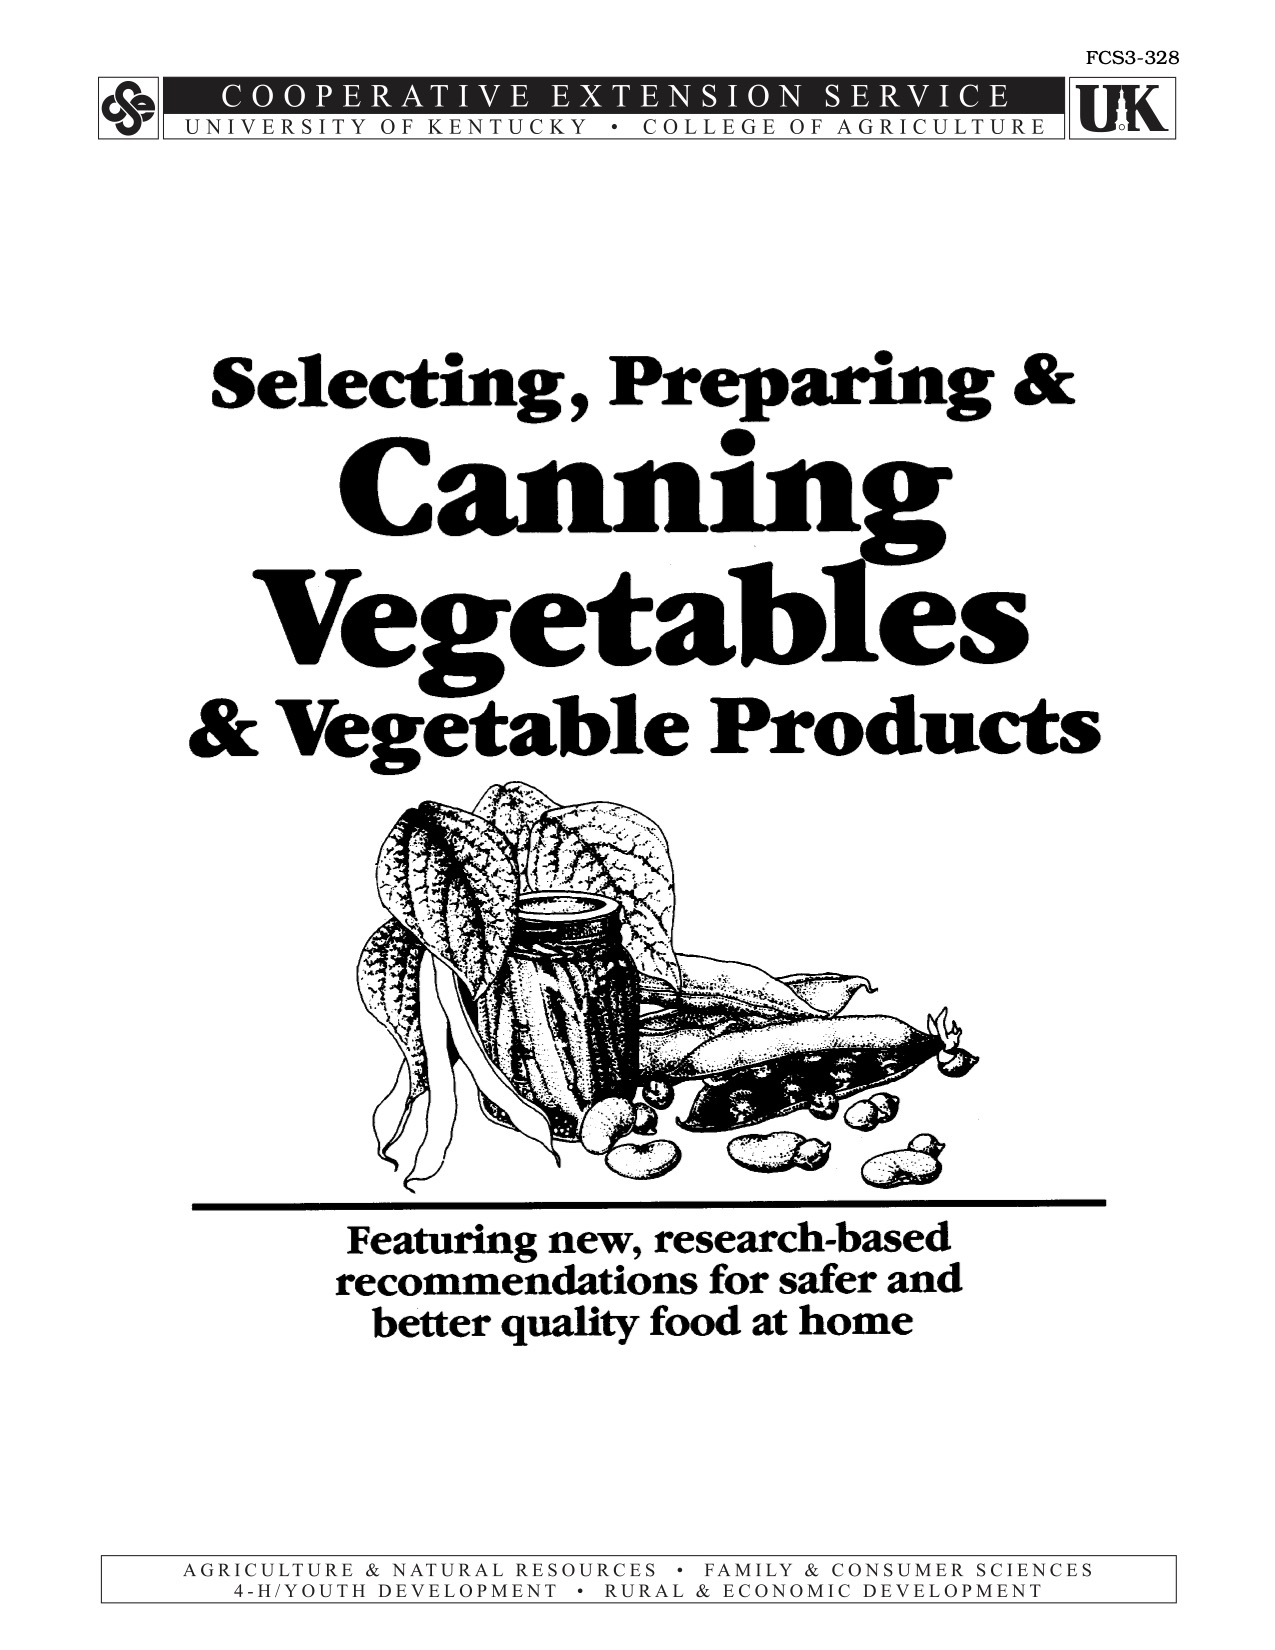 FCS3-328
cse
COOPERATIVE EXTENSION SERVICE
UNIVERSITY OF KENTUCKY • COLLEGE OF AGRICULTURE
UK
Selecting, Preparing &
Canning
Vegetables
& Vegetable Products
Featuring new, research-based
recommendations for safer and
better quality food at home
AGRICULTURE & NATURAL RESOURCES • FAMILY & CONSUMER SCIENCES
4-H/YOUTH DEVELOPMENT • RURAL & ECONOMIC DEVELOPMENT